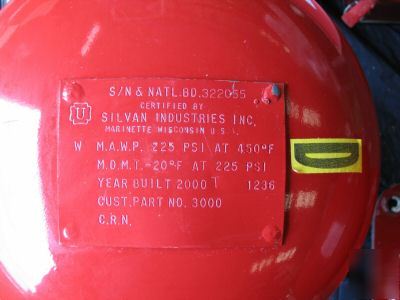 S/N & NATL.BD.322055
CERTIFIED BY
U SILVAN INDUSTRIES INC.
MARINETTE WISCONSIN U.S.A.
W M.A.W.P. 225 PSI AT 450°F
M.D.M.T.-20°F AT 225 PSI
YEAR BUILT 2000 1236
CUST.PART NO. 3000
C.R.N.
D